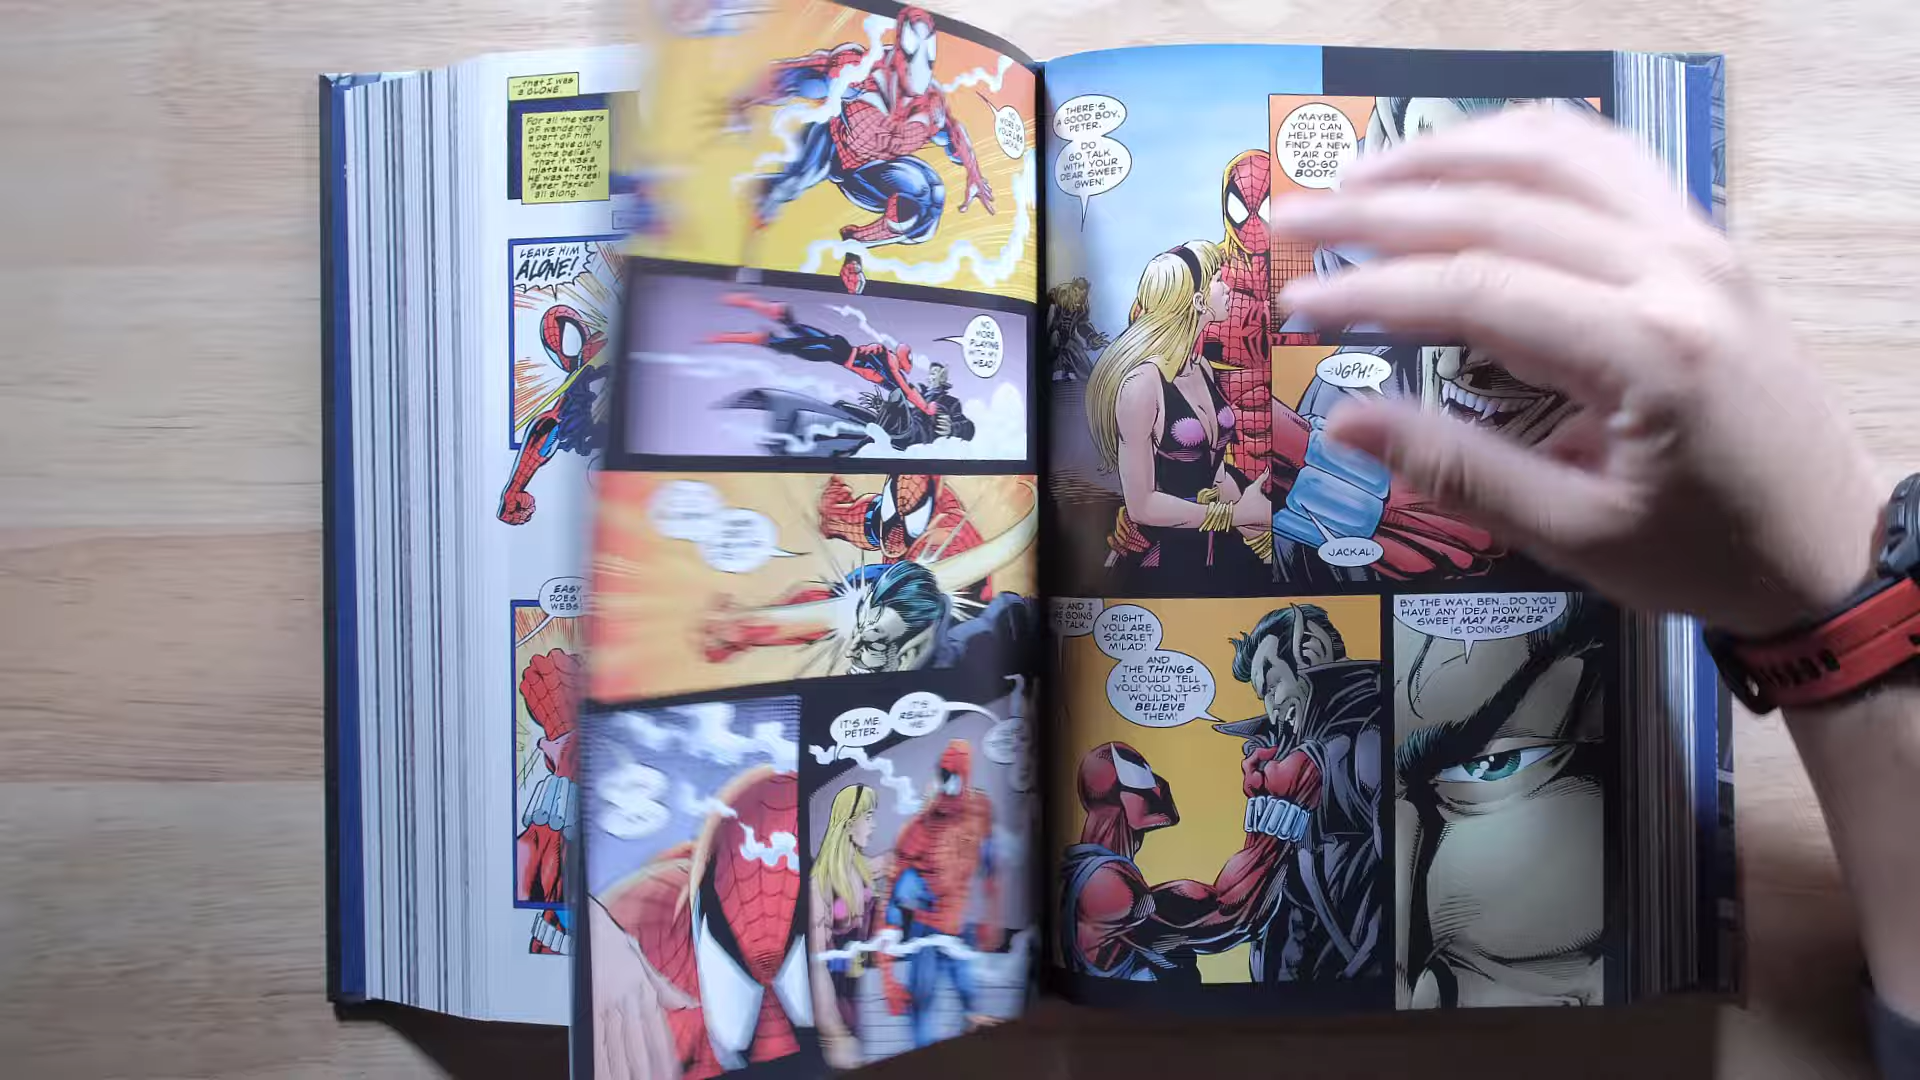 ...that I was
a CLONE.
For all the years
of wandering,
a part of him
must have clung
to the belief
that it was a
mistake. That
HE was the real
Peter Parker
all along.
LEAVE HIM
ALONE!
EASY
DOES
WEBS
NO
MORE OF
YOUR LIES
JACKAL
NO
MORE
PLAYING
WITH MY
HEAD!
IT'S ME,
PETER.
IT'S
REALLY
ME.
THERE'S
A GOOD BOY,
PETER.
DO
GO TALK
WITH YOUR
DEAR SWEET
GWEN!
MAYBE
YOU CAN
HELP HER
FIND A NEW
PAIR OF
GO-GO
BOOTS
-:UGPH!:-
JACKAL!
AND I
GOING
TALK.
RIGHT
YOU ARE,
SCARLET
M'LAD!
AND
THE THINGS
I COULD TELL
YOU! YOU JUST
WOULDN'T
BELIEVE
THEM!
BY THE WAY, BEN...DO YOU
HAVE ANY IDEA HOW THAT
SWEET MAY PARKER
IS DOING?